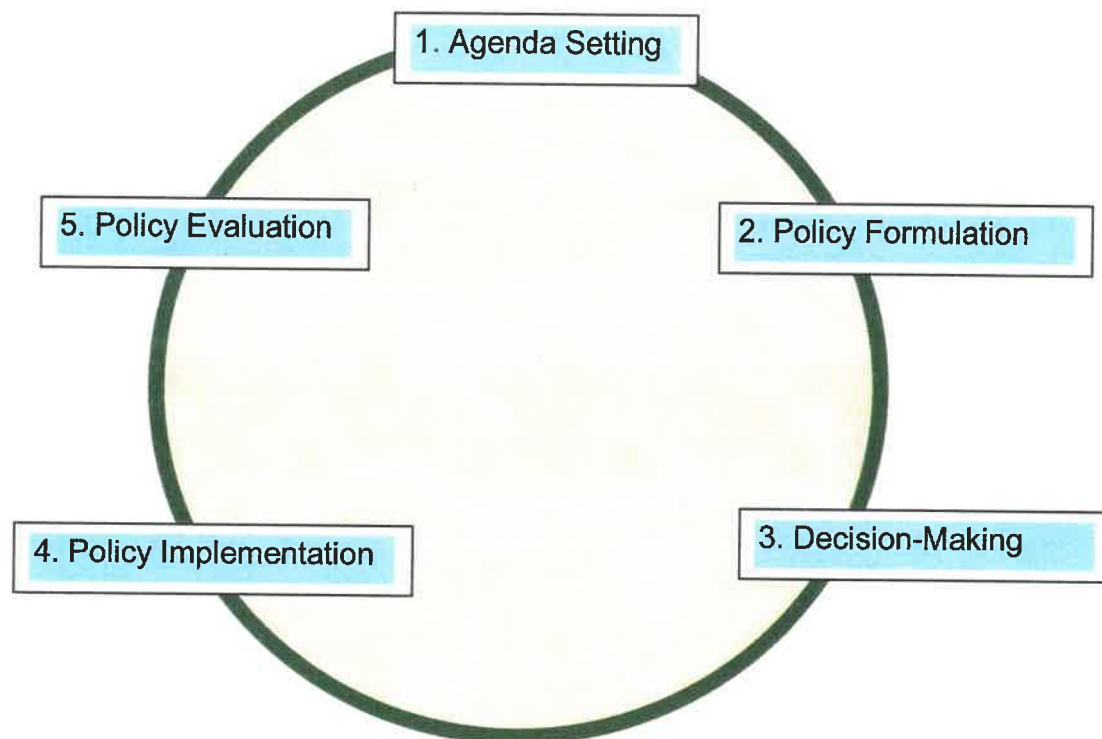 1. Agenda Setting
2. Policy Formulation
3. Decision-Making
4. Policy Implementation
5. Policy Evaluation